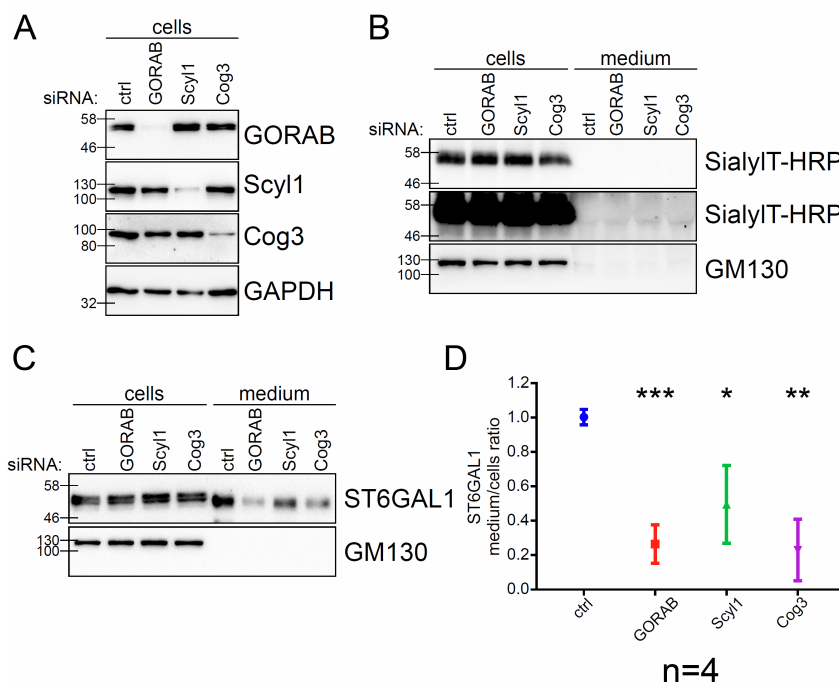 A
cells
siRNA:
ctrl
GORAB
Scyl1
Cog3
58
46
GORAB
130
100
Scyl1
100
80
Cog3
32
GAPDH
B
cells
medium
siRNA:
ctrl
GORAB
Scyl1
Cog3
ctrl
GORAB
Scyl1
Cog3
58
46
SialylT-HRP
58
46
SialylT-HRP
130
100
GM130
C
cells
medium
siRNA:
ctrl
GORAB
Scyl1
Cog3
ctrl
GORAB
Scyl1
Cog3
58
46
ST6GAL1
130
100
GM130
D
ST6GAL1
medium/cells ratio
1.2
1.0
0.8
0.6
0.4
0.2
0.0
***
*
**
ctrl
GORAB
Scyl1
Cog3
n=4